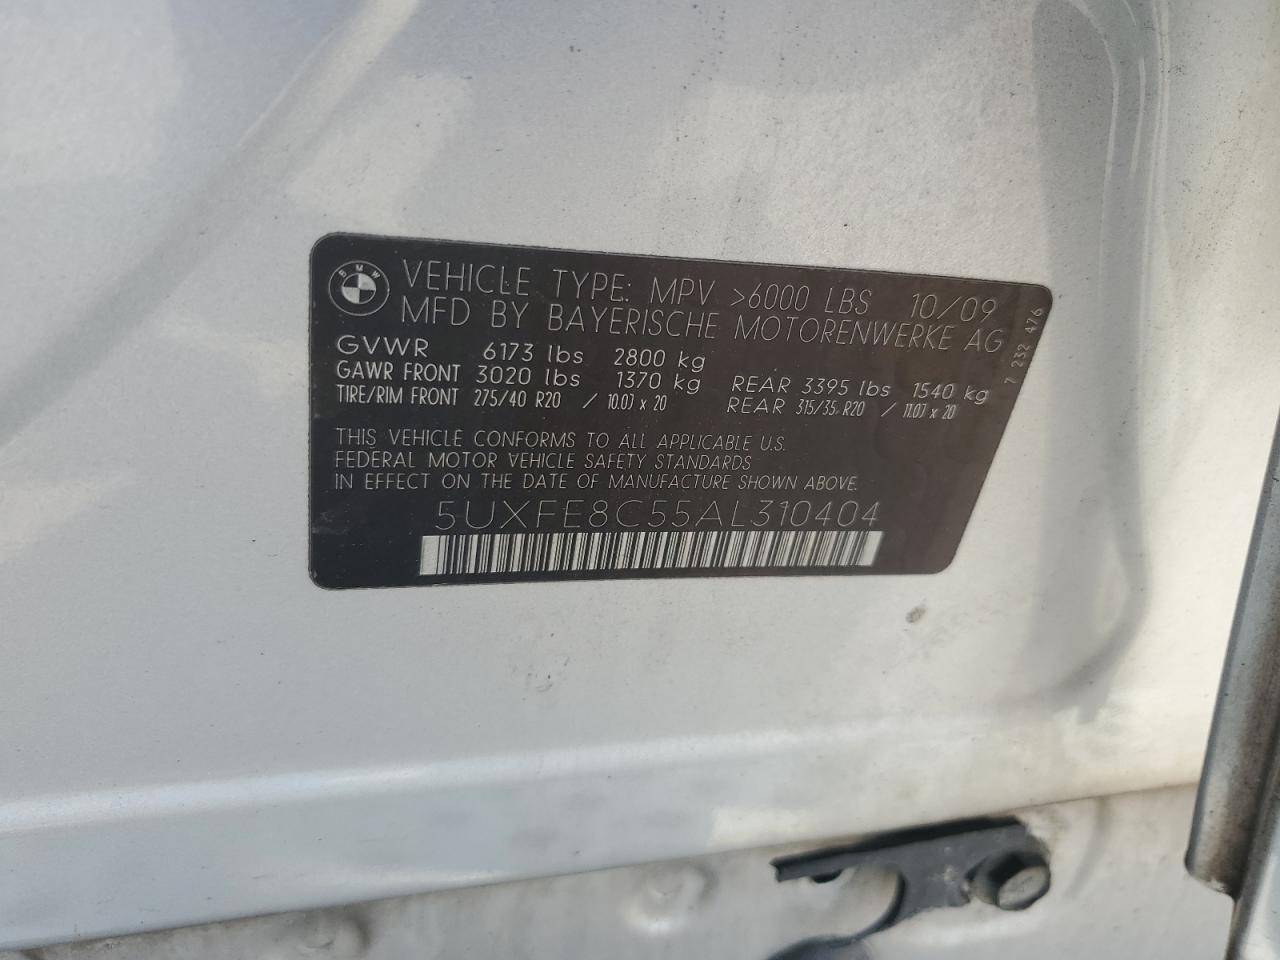 BMW
VEHICLE TYPE: MPV >6000 LBS 10/09
MFD BY BAYERISCHE MOTORENWERKE AG
GVWR 6173 lbs 2800 kg
GAWR FRONT 3020 lbs 1370 kg REAR 3395 lbs 1540 kg
TIRE/RIM FRONT 275/40 R20 / 10.0J x 20 REAR 315/35 R20 / 11.0J x 20
THIS VEHICLE CONFORMS TO ALL APPLICABLE U.S.
FEDERAL MOTOR VEHICLE SAFETY STANDARDS
IN EFFECT ON THE DATE OF MANUFACTURE SHOWN ABOVE.
5UXFE8C55AL310404
7 232 476